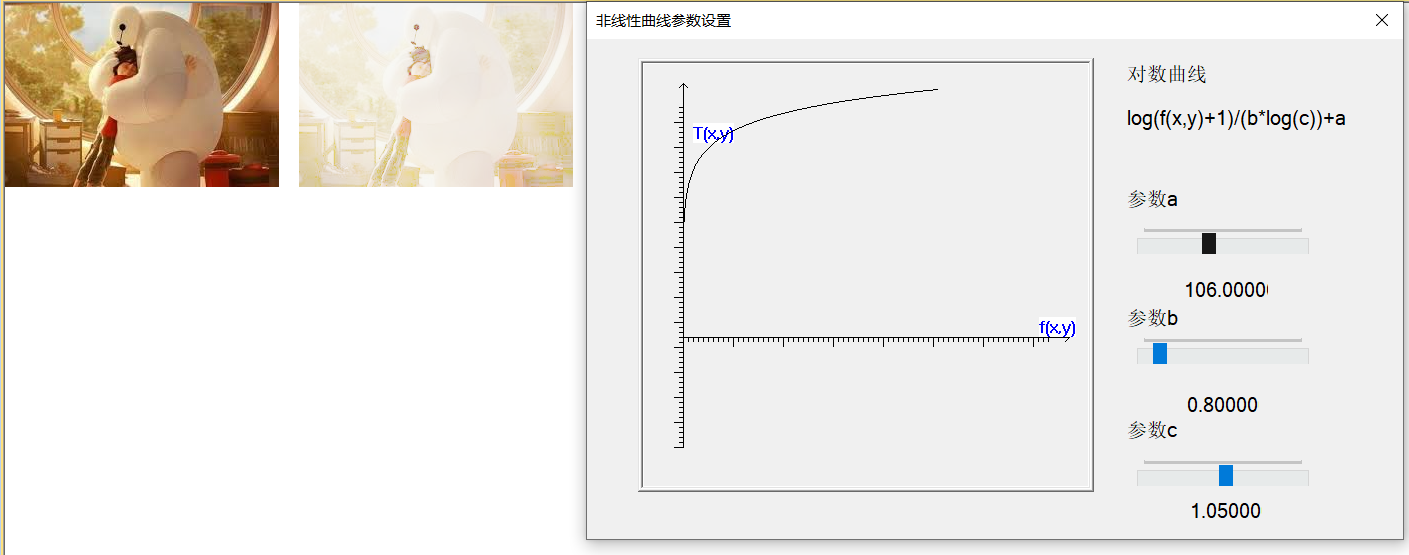 非线性曲线参数设置
对数曲线
log(f(x,y)+1)/(b*log(c))+a
T(x,y)
参数a
106.0000
f(x,y)
参数b
0.80000
参数c
1.05000